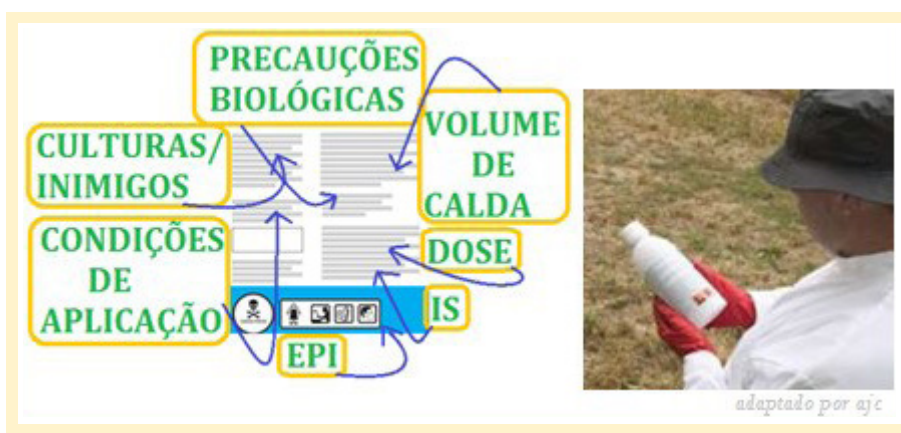 PRECAUÇÕES
BIOLÓGICAS
CULTURAS/
INIMIGOS
VOLUME
DE
CALDA
CONDIÇÕES
DE
APLICAÇÃO
DOSE
IS
EPI
adaptado por ajc